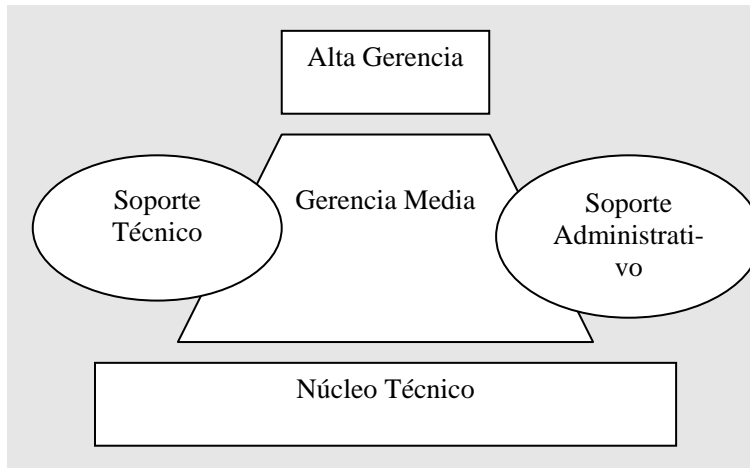 Alta Gerencia
Soporte
Técnico
Gerencia Media
Soporte
Administrati-
vo
Núcleo Técnico